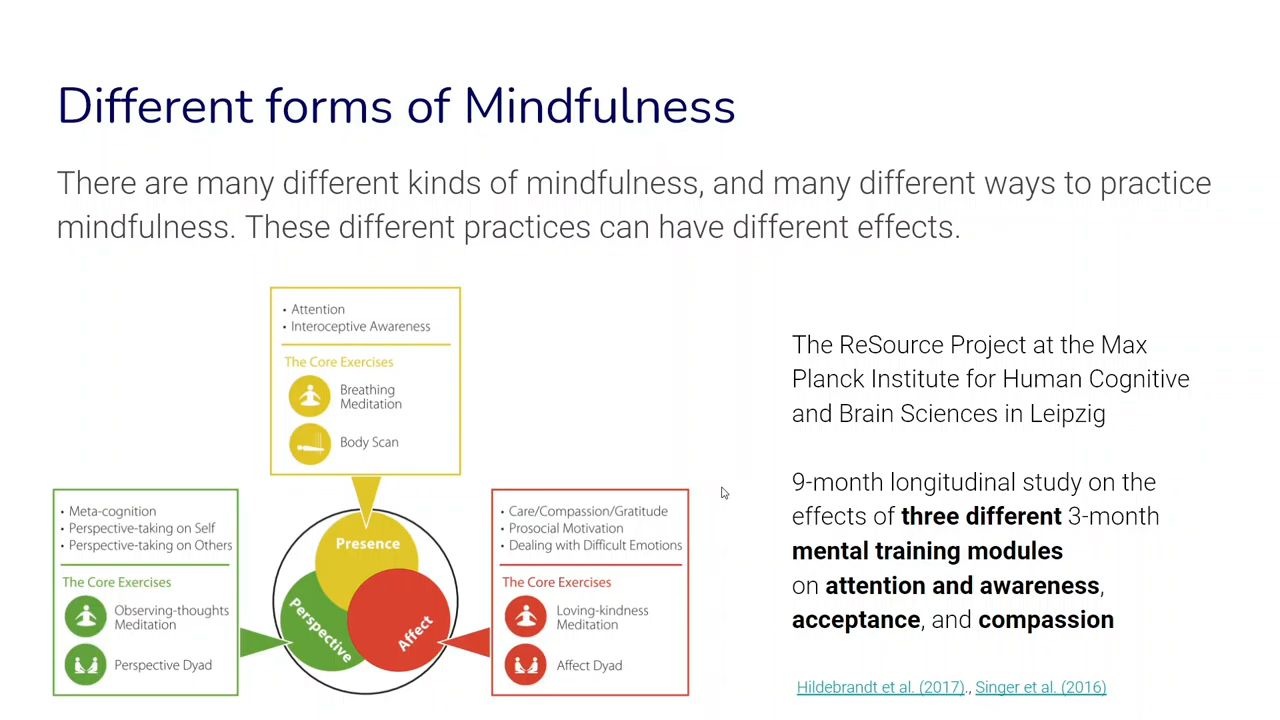 Different forms of Mindfulness
There are many different kinds of mindfulness, and many different ways to practice
mindfulness. These different practices can have different effects.
• Attention
• Interoceptive Awareness
The Core Exercises
Breathing
Meditation
Body Scan
• Meta-cognition
• Perspective-taking on Self
• Perspective-taking on Others
The Core Exercises
Observing-thoughts
Meditation
Perspective Dyad
Presence
Perspective
Affect
• Care/Compassion/Gratitude
• Prosocial Motivation
• Dealing with Difficult Emotions
The Core Exercises
Loving-kindness
Meditation
Affect Dyad
The ReSource Project at the Max
Planck Institute for Human Cognitive
and Brain Sciences in Leipzig
9-month longitudinal study on the
effects of three different 3-month
mental training modules
on attention and awareness,
acceptance, and compassion
Hildebrandt et al. (2017)., Singer et al. (2016)